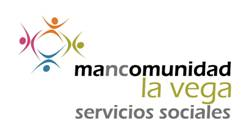 mancomunidad
la vega
servicios sociales